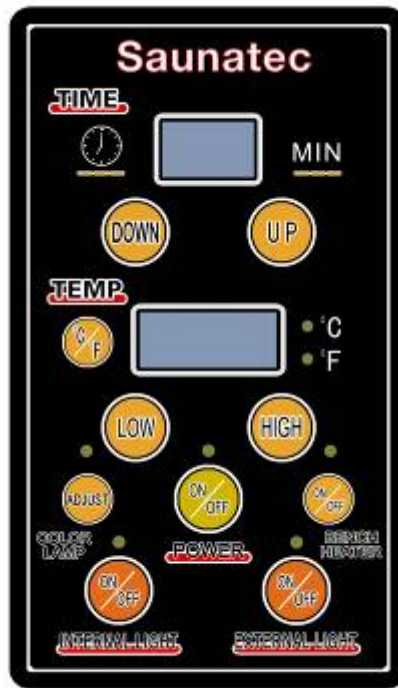 Saunatec
TIME
MIN
DOWN UP
TEMP
°C/°F
°C
°F
LOW HIGH
ADJUST ON/OFF ON/OFF
COLOR LAMP
POWER
BENCH HEATER
ON/OFF ON/OFF
INTERNAL LIGHT EXTERNAL LIGHT